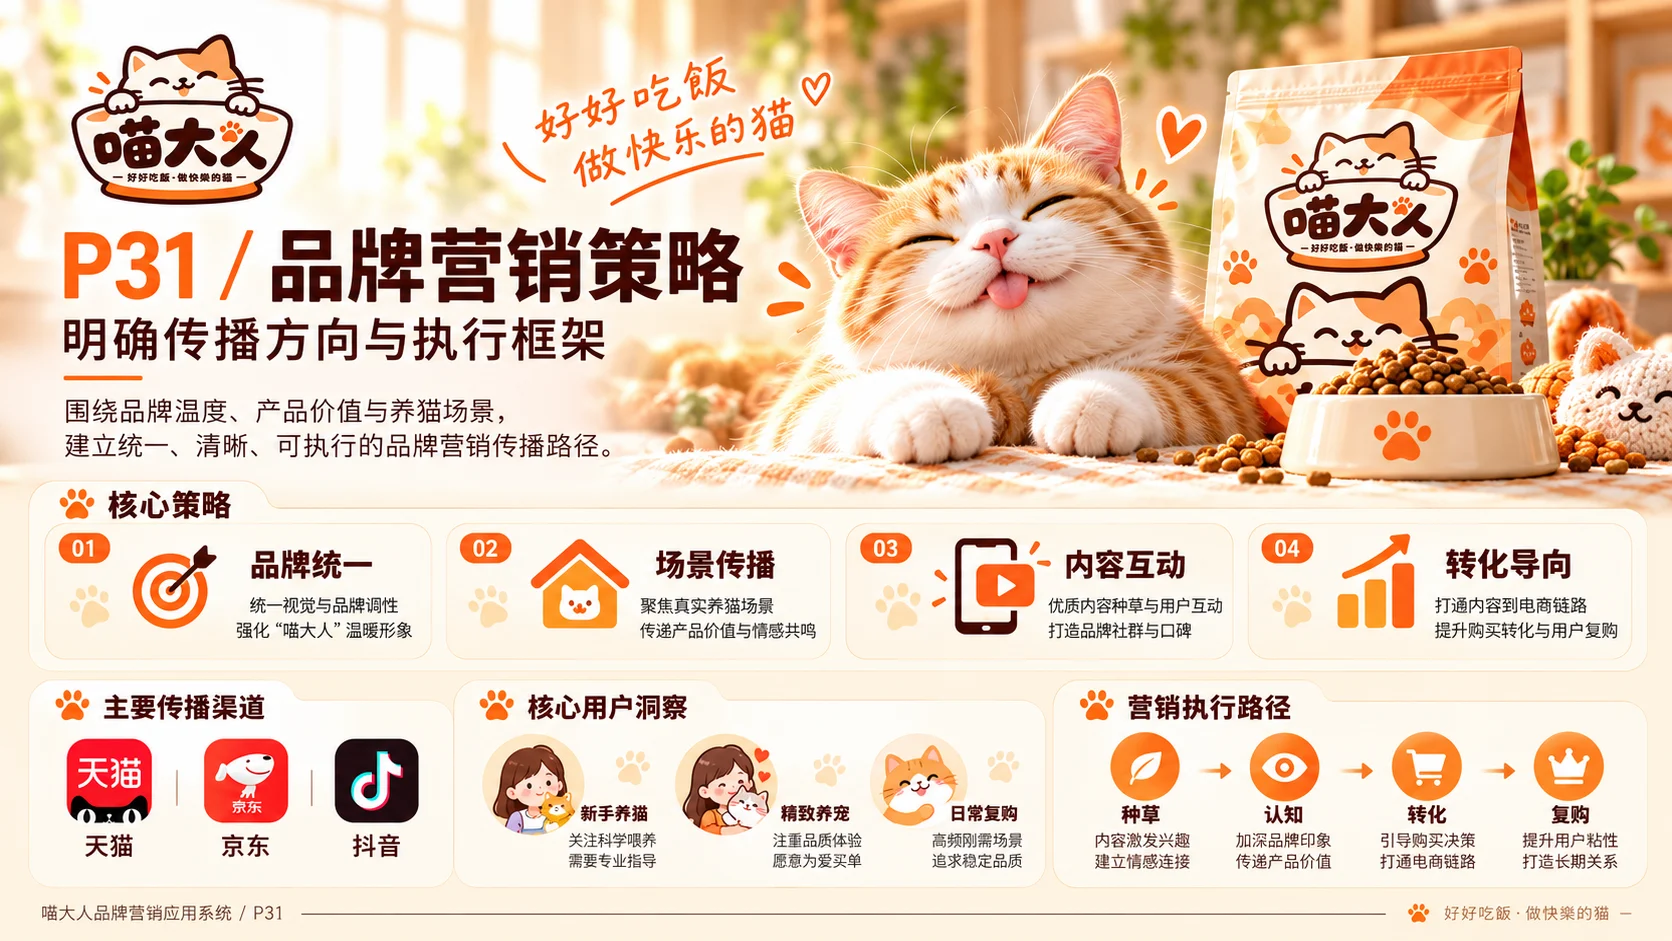 喵大人
好好吃飯·做快樂的貓
好好吃飯
做快乐的猫
喵大人
好好吃飯·做快樂的貓
P31 / 品牌营销策略
明确传播方向与执行框架
围绕品牌温度、产品价值与养猫场景，
建立统一、清晰、可执行的品牌营销传播路径。
核心策略
01
品牌统一
统一视觉与品牌调性
强化“喵大人”温暖形象
02
场景传播
聚焦真实养猫场景
传递产品价值与情感共鸣
03
内容互动
优质内容种草与用户互动
打造品牌社群与口碑
04
转化导向
打通内容到电商链路
提升购买转化与用户复购
主要传播渠道
天猫
天猫
京东
京东
抖音
核心用户洞察
新手养猫
关注科学喂养
需要专业指导
精致养宠
注重品质体验
愿意为爱买单
日常复购
高频刚需场景
追求稳定品质
营销执行路径
种草
内容激发兴趣
建立情感连接
认知
加深品牌印象
传递产品价值
转化
引导购买决策
打通电商链路
复购
提升用户粘性
打造长期关系
喵大人品牌营销应用系统 / P31
好好吃飯·做快樂的猫